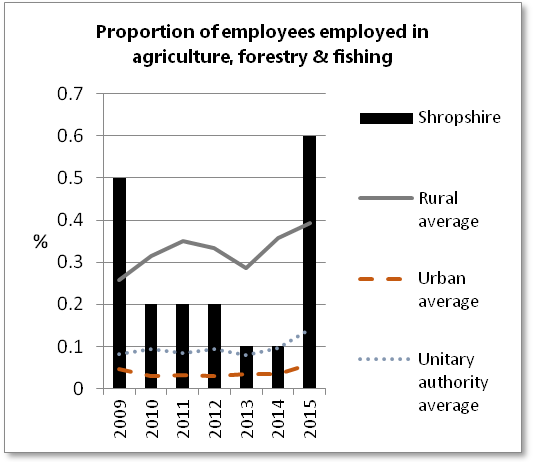 Proportion of employees employed in
agriculture, forestry & fishing
0.7
0.6
0.5
0.4
0.3
0.2
0.1
0
%
2009
2010
2011
2012
2013
2014
2015
Shropshire
Rural
average
Urban
average
Unitary
authority
average